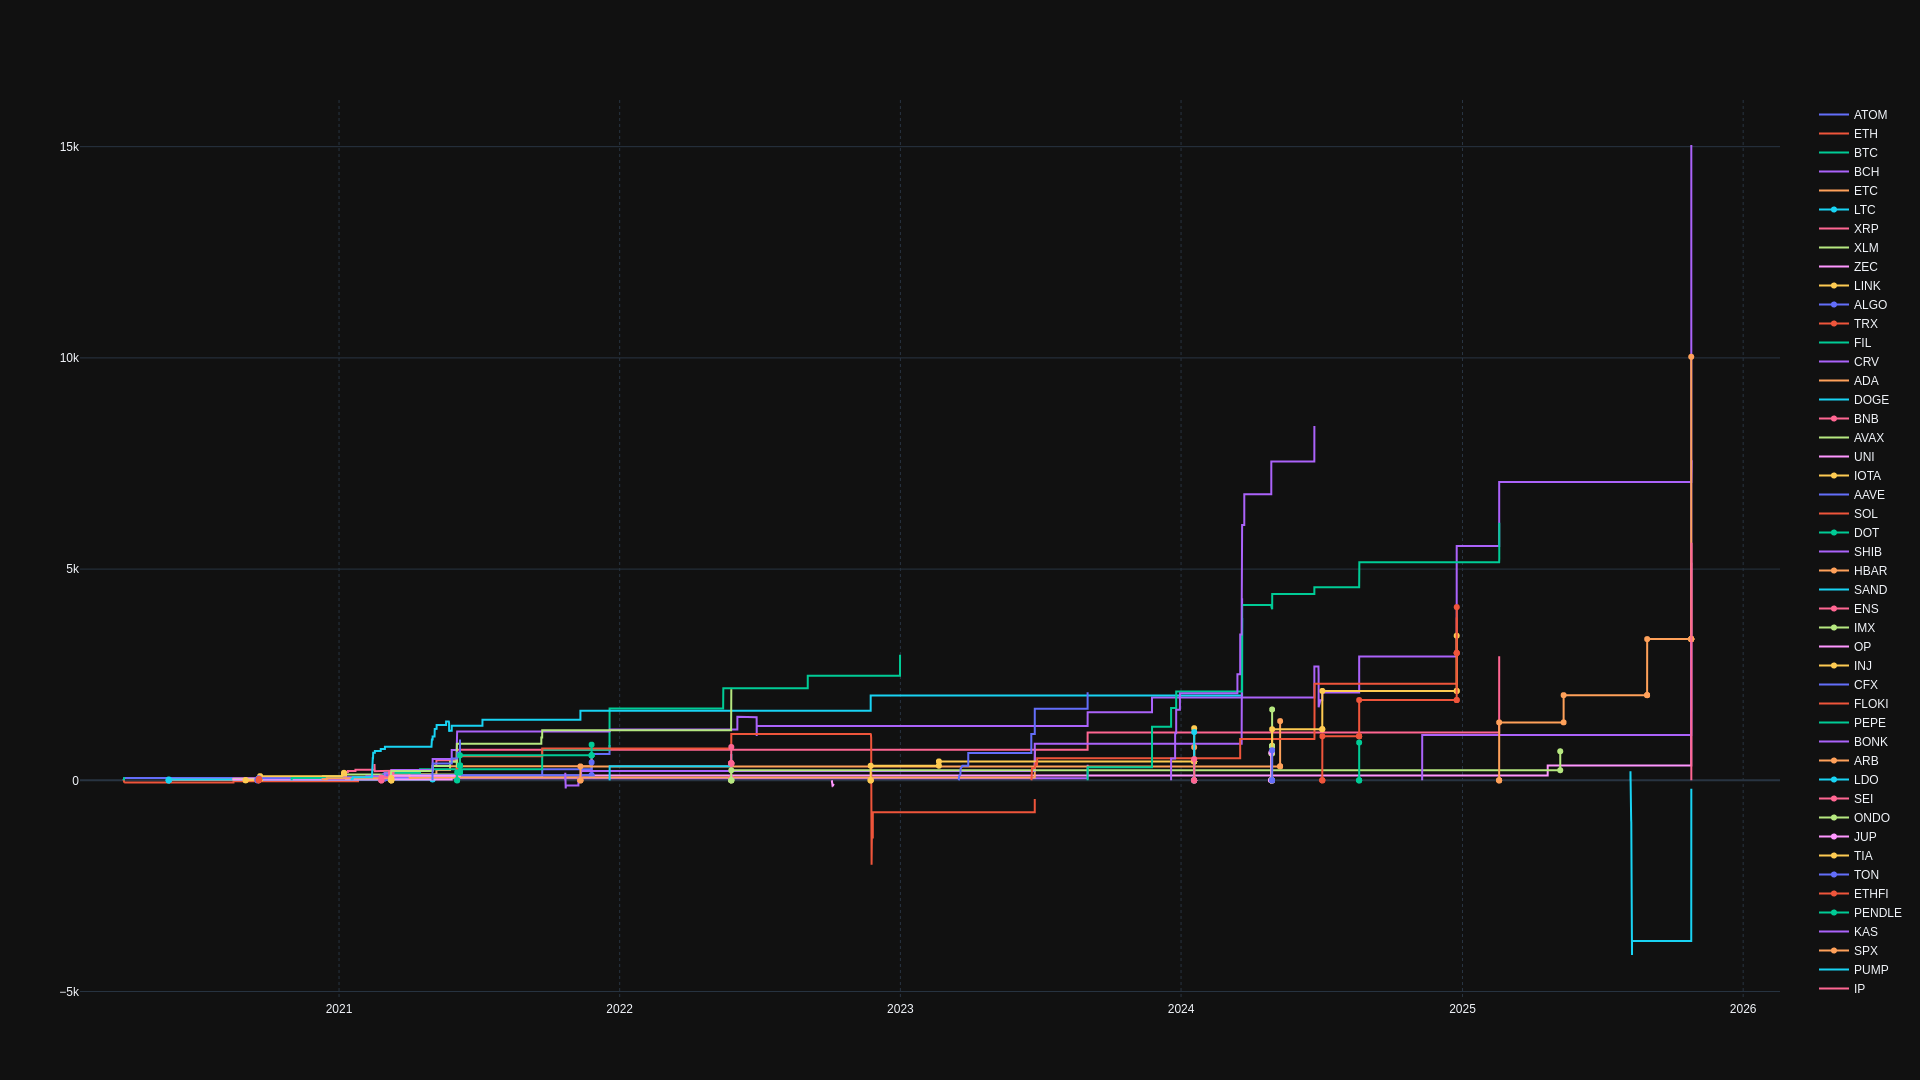 15k
10k
5k
0
−5k
2021
2022
2023
2024
2025
2026
ATOM
ETH
BTC
BCH
ETC
LTC
XRP
XLM
ZEC
LINK
ALGO
TRX
FIL
CRV
ADA
DOGE
BNB
AVAX
UNI
IOTA
AAVE
SOL
DOT
SHIB
HBAR
SAND
ENS
IMX
OP
INJ
CFX
FLOKI
PEPE
BONK
ARB
LDO
SEI
ONDO
JUP
TIA
TON
ETHFI
PENDLE
KAS
SPX
PUMP
IP